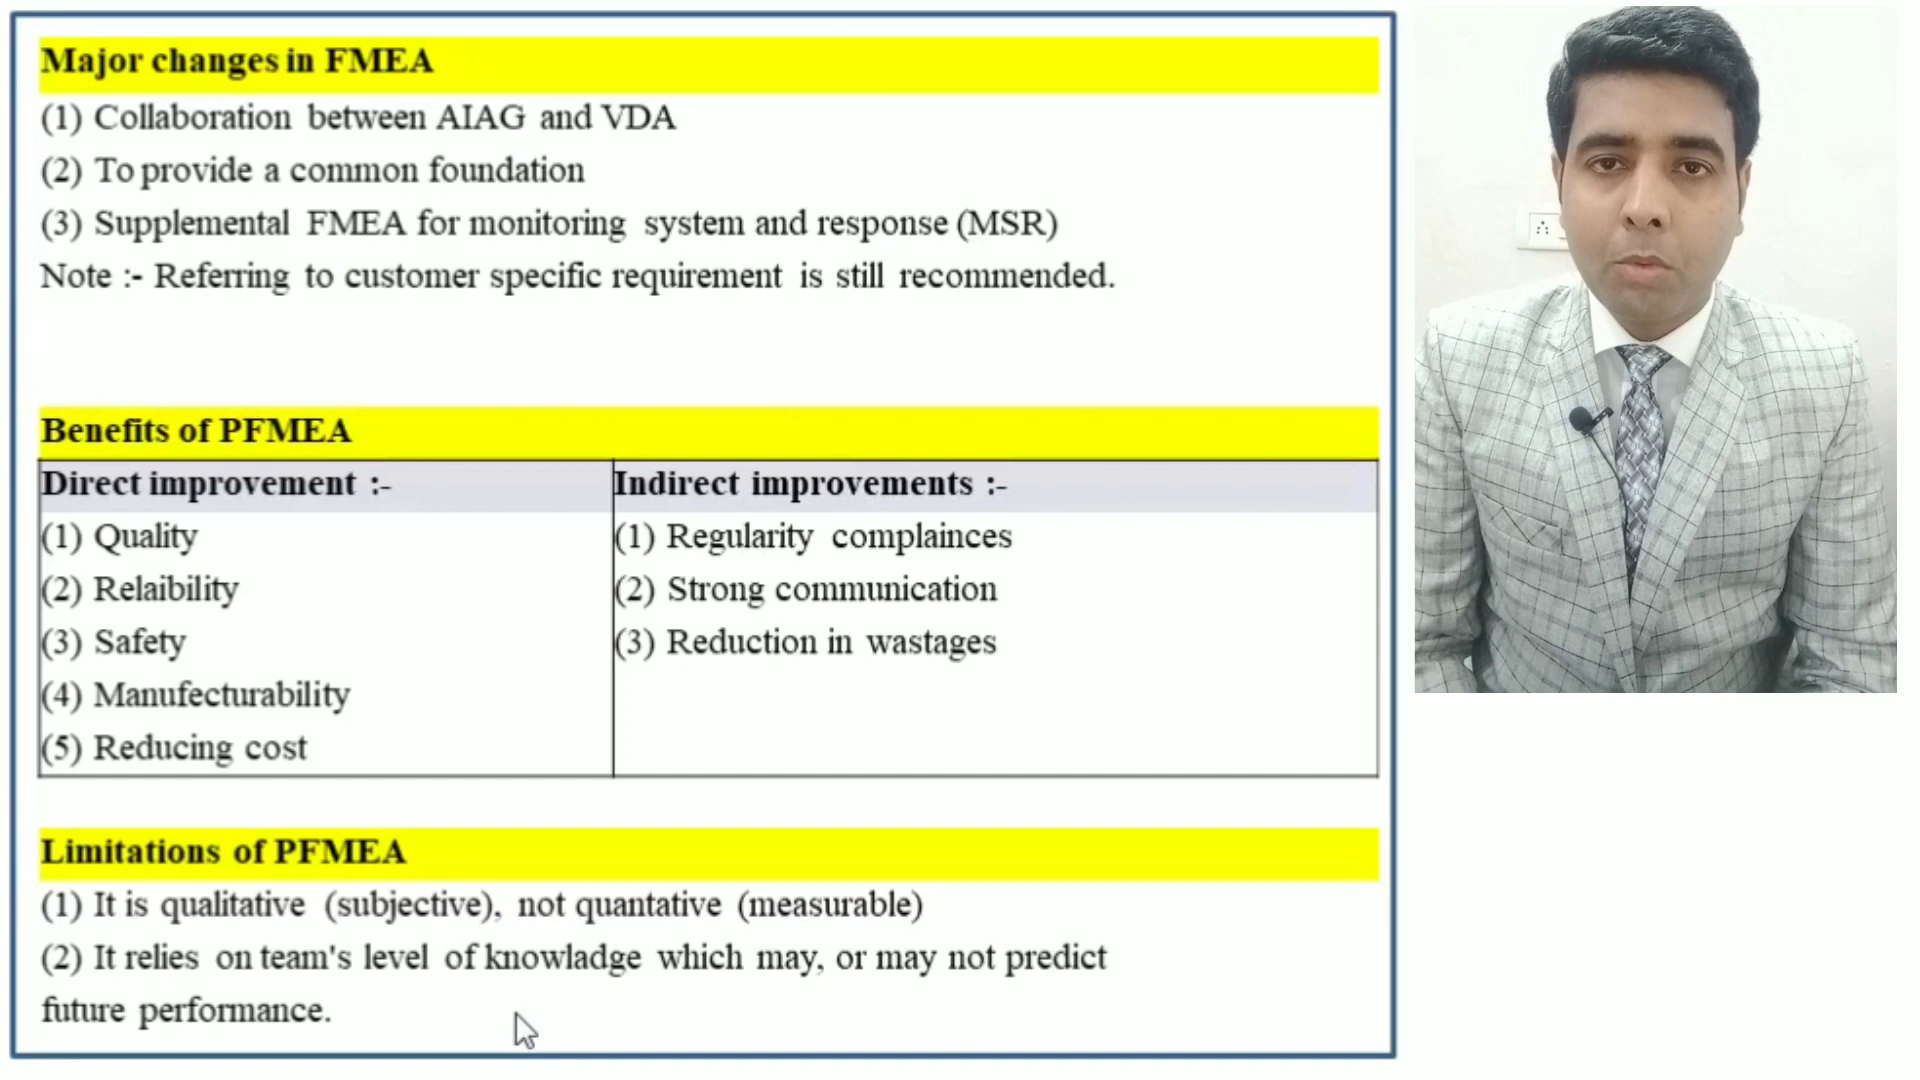 Major changes in FMEA
(1) Collaboration between AIAG and VDA
(2) To provide a common foundation
(3) Supplemental FMEA for monitoring system and response (MSR)
Note :- Referring to customer specific requirement is still recommended.
Benefits of PFMEA
Direct improvement :-
(1) Quality
(2) Relaibility
(3) Safety
(4) Manufecturability
(5) Reducing cost
Indirect improvements :-
(1) Regularity complainces
(2) Strong communication
(3) Reduction in wastages
Limitations of PFMEA
(1) It is qualitative (subjective), not quantative (measurable)
(2) It relies on team's level of knowladge which may, or may not predict
future performance.